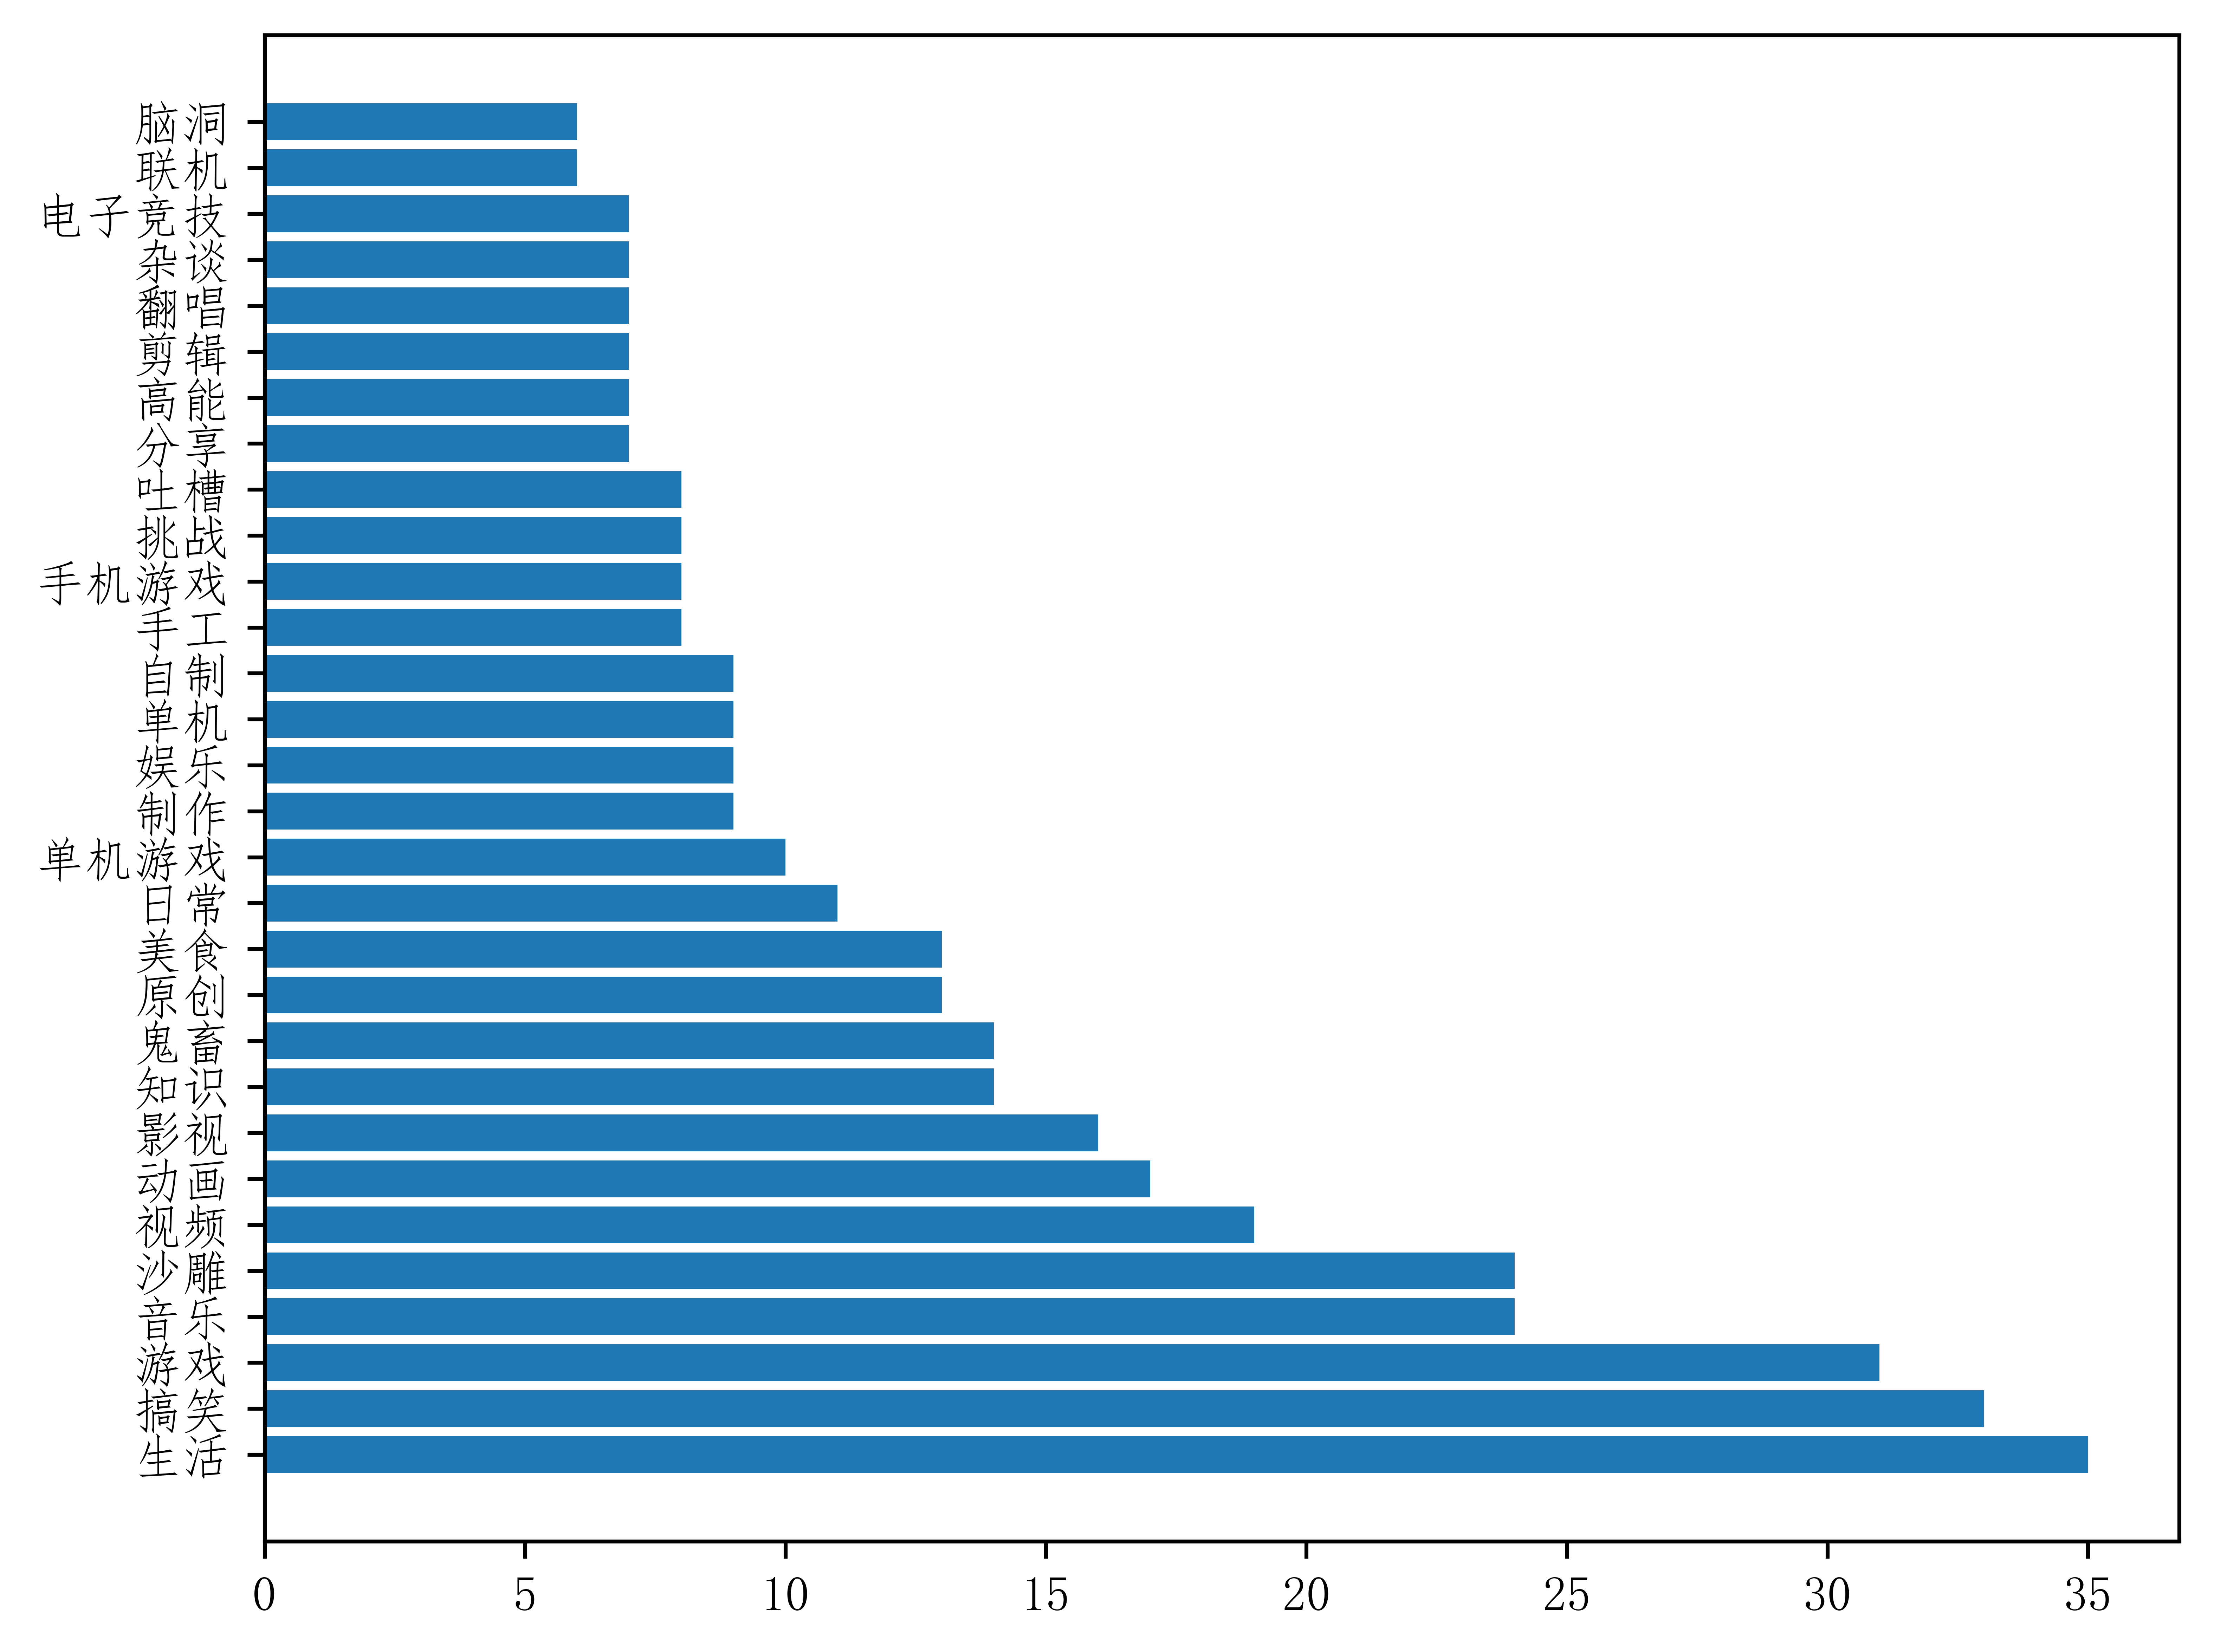 脑洞
联机
电子竞技
杂谈
翻唱
剪辑
高能
分享
吐槽
挑战
手机游戏
手工
自制
单机
娱乐
制作
单机游戏
日常
美食
原创
鬼畜
知识
影视
动画
视频
沙雕
音乐
游戏
搞笑
生活
0 5 10 15 20 25 30 35